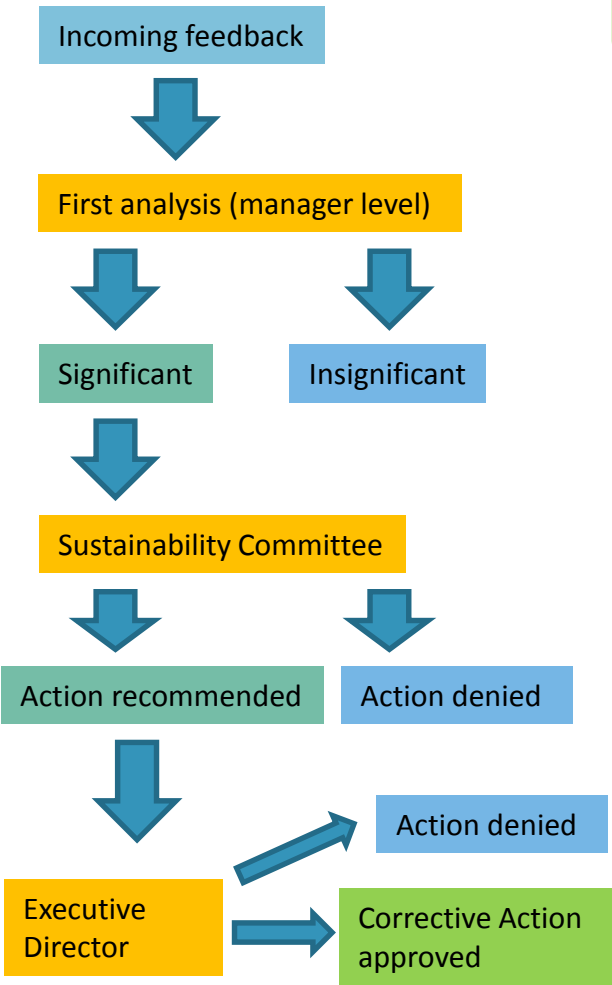 Incoming feedback
First analysis (manager level)
Significant
Insignificant
Sustainability Committee
Action recommended
Action denied
Action denied
Executive
Director
Corrective Action
approved